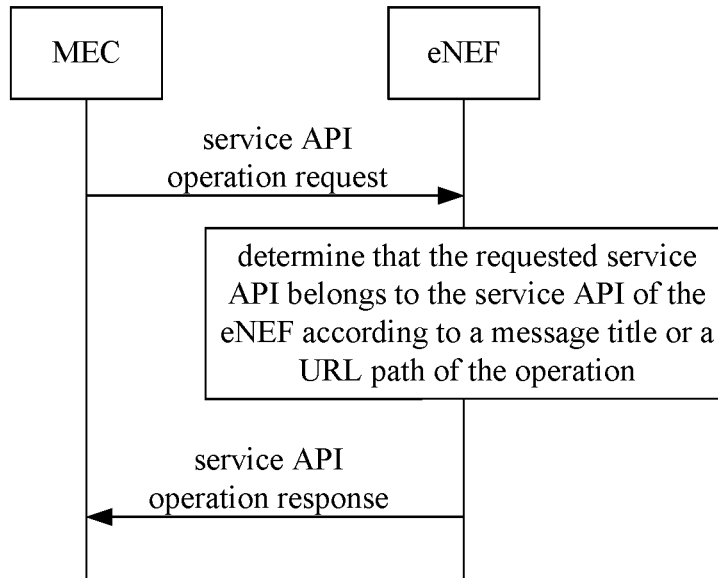 MEC
eNEF
service API
operation request
determine that the requested service
API belongs to the service API of the
eNEF according to a message title or a
URL path of the operation
service API
operation response